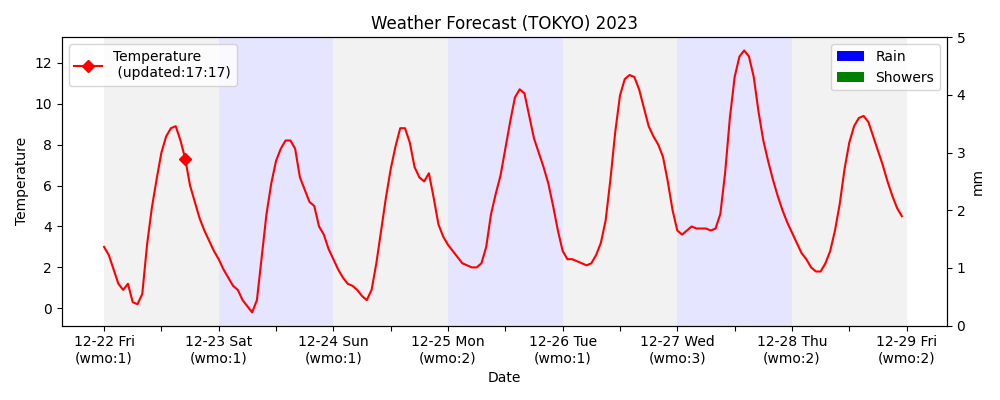 Weather Forecast (TOKYO) 2023
Temperature
(updated:17:17)
Rain
Showers
Temperature
12
10
8
6
4
2
0
5
4
3
2
1
0
mm
12-22 Fri
(wmo:1)
12-23 Sat
(wmo:1)
12-24 Sun
(wmo:1)
12-25 Mon
(wmo:2)
12-26 Tue
(wmo:1)
12-27 Wed
(wmo:3)
12-28 Thu
(wmo:2)
12-29 Fri
(wmo:2)
Date